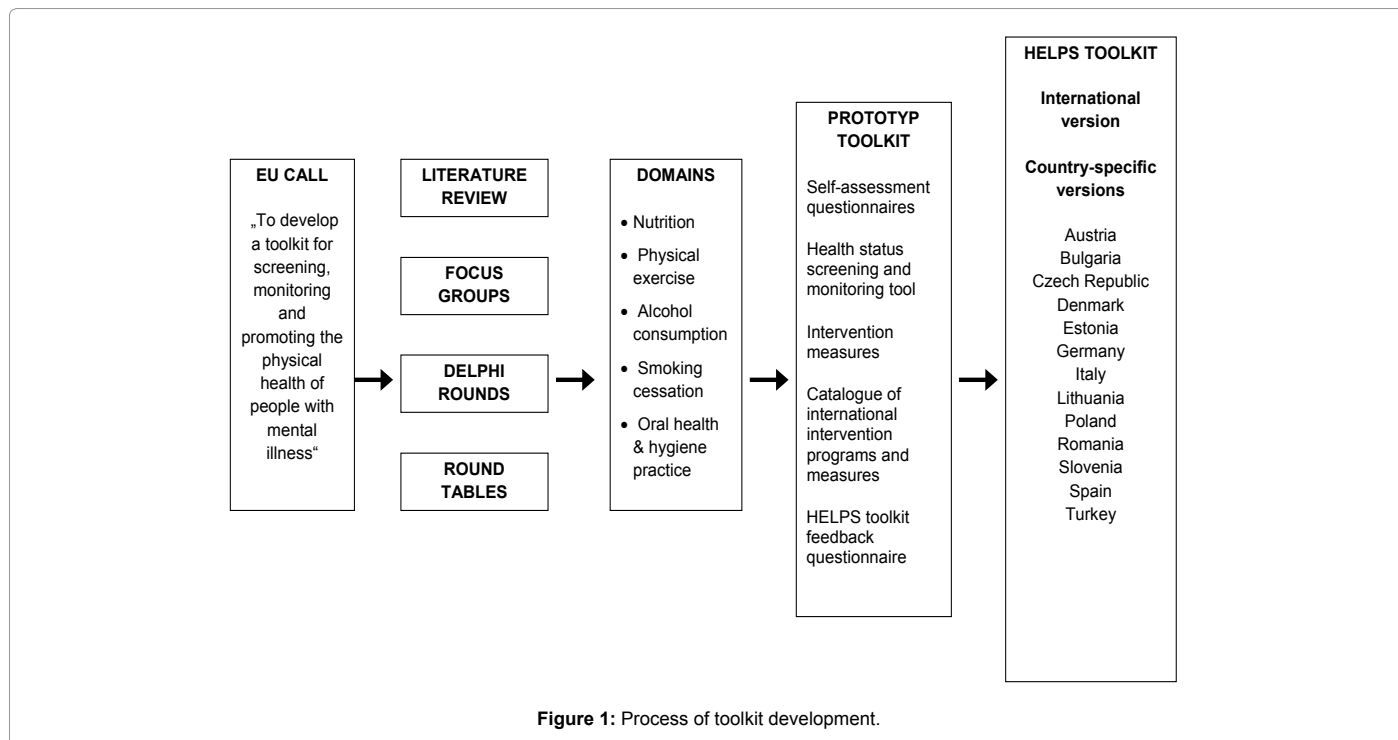 EU CALL
„To develop
a toolkit for
screening,
monitoring
and
promoting the
physical
health of
people with
mental
illness“
LITERATURE
REVIEW
FOCUS
GROUPS
DELPHI
ROUNDS
ROUND
TABLES
DOMAINS
• Nutrition
• Physical
exercise
• Alcohol
consumption
• Smoking
cessation
• Oral health
& hygiene
practice
PROTOTYP
TOOLKIT
Self-assessment
questionnaires
Health status
screening and
monitoring tool
Intervention
measures
Catalogue of
international
intervention
programs and
measures
HELPS toolkit
feedback
questionnaire
HELPS TOOLKIT
International
version
Country-specific
versions
Austria
Bulgaria
Czech Republic
Denmark
Estonia
Germany
Italy
Lithuania
Poland
Romania
Slovenia
Spain
Turkey
Figure 1: Process of toolkit development.